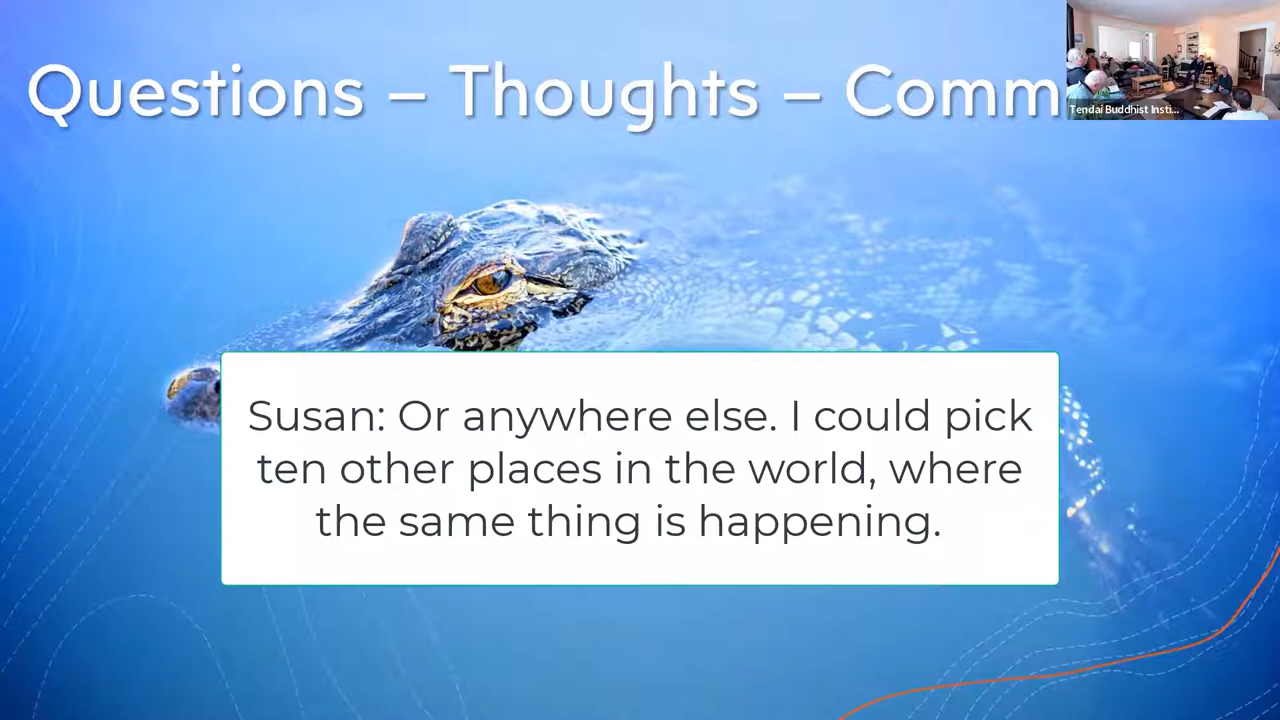 Questions – Thoughts – Comm
Tendai Buddhist Insti...
Susan: Or anywhere else. I could pick
ten other places in the world, where
the same thing is happening.